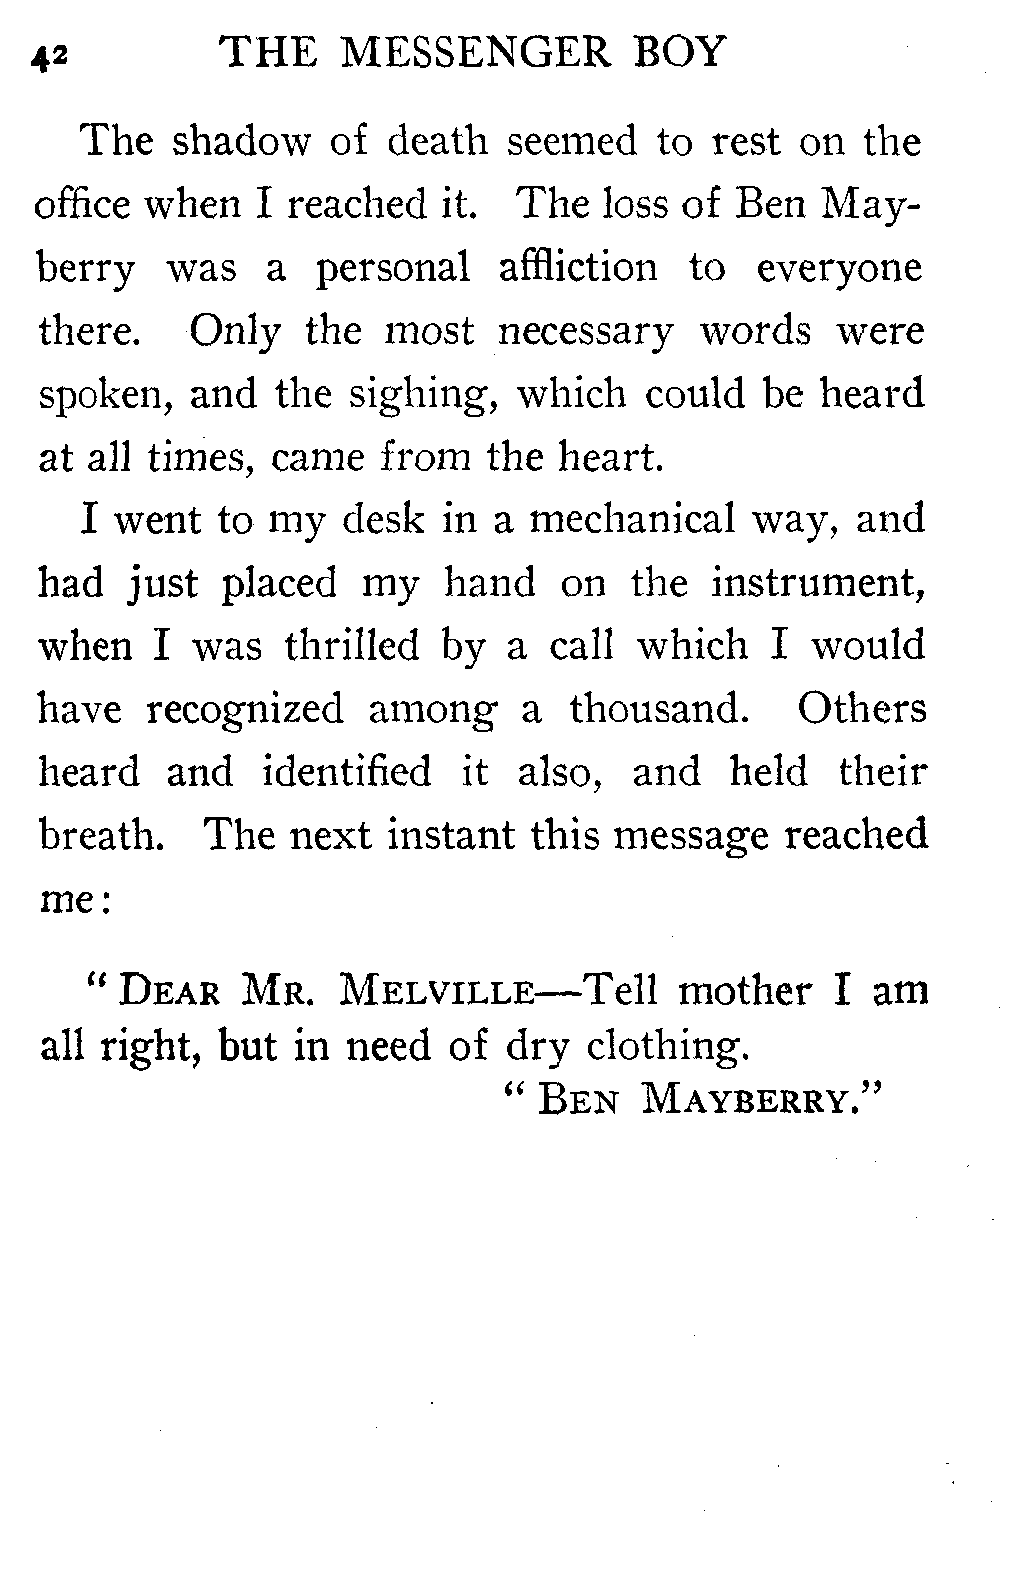 42 THE MESSENGER BOY
The shadow of death seemed to rest on the
office when I reached it. The loss of Ben May-
berry was a personal affliction to everyone
there. Only the most necessary words were
spoken, and the sighing, which could be heard
at all times, came from the heart.
I went to my desk in a mechanical way, and
had just placed my hand on the instrument,
when I was thrilled by a call which I would
have recognized among a thousand. Others
heard and identified it also, and held their
breath. The next instant this message reached
me:
“ DEAR MR. MELVILLE—Tell mother I am
all right, but in need of dry clothing.
“ BEN MAYBERRY.”